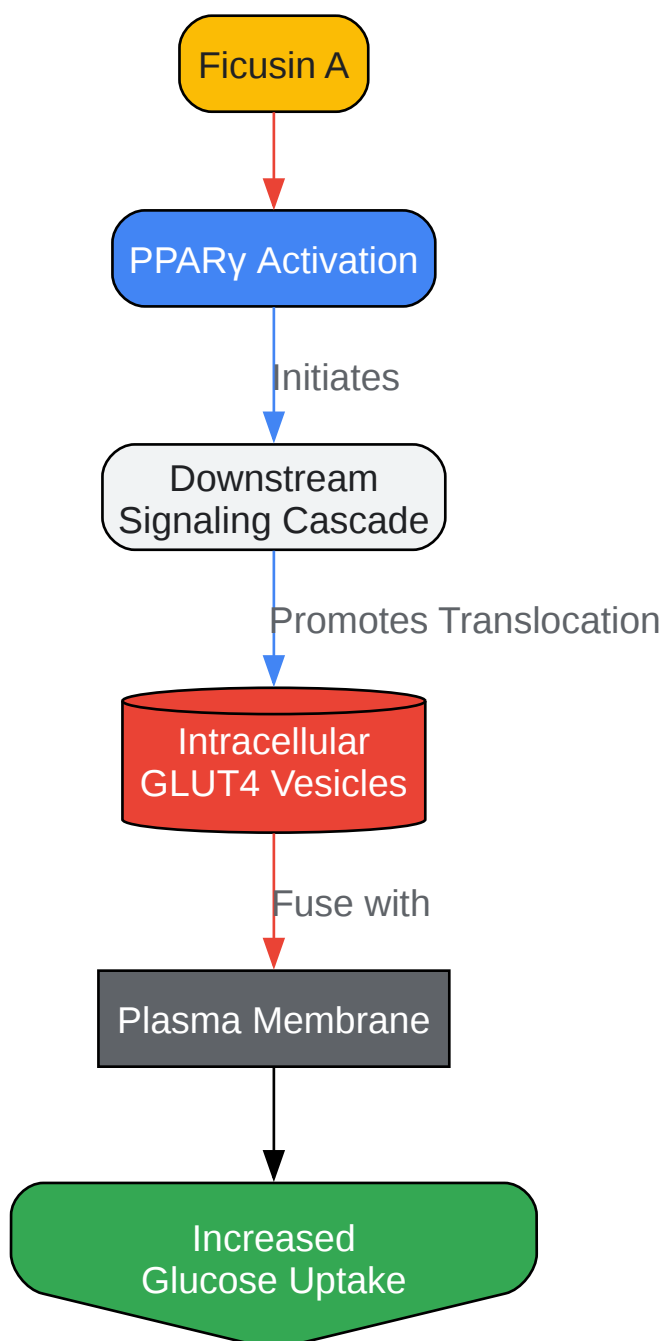 Ficusin A
PPARγ Activation
Initiates
Downstream
Signaling Cascade
Promotes Translocation
Intracellular
GLUT4 Vesicles
Fuse with
Plasma Membrane
Increased
Glucose Uptake